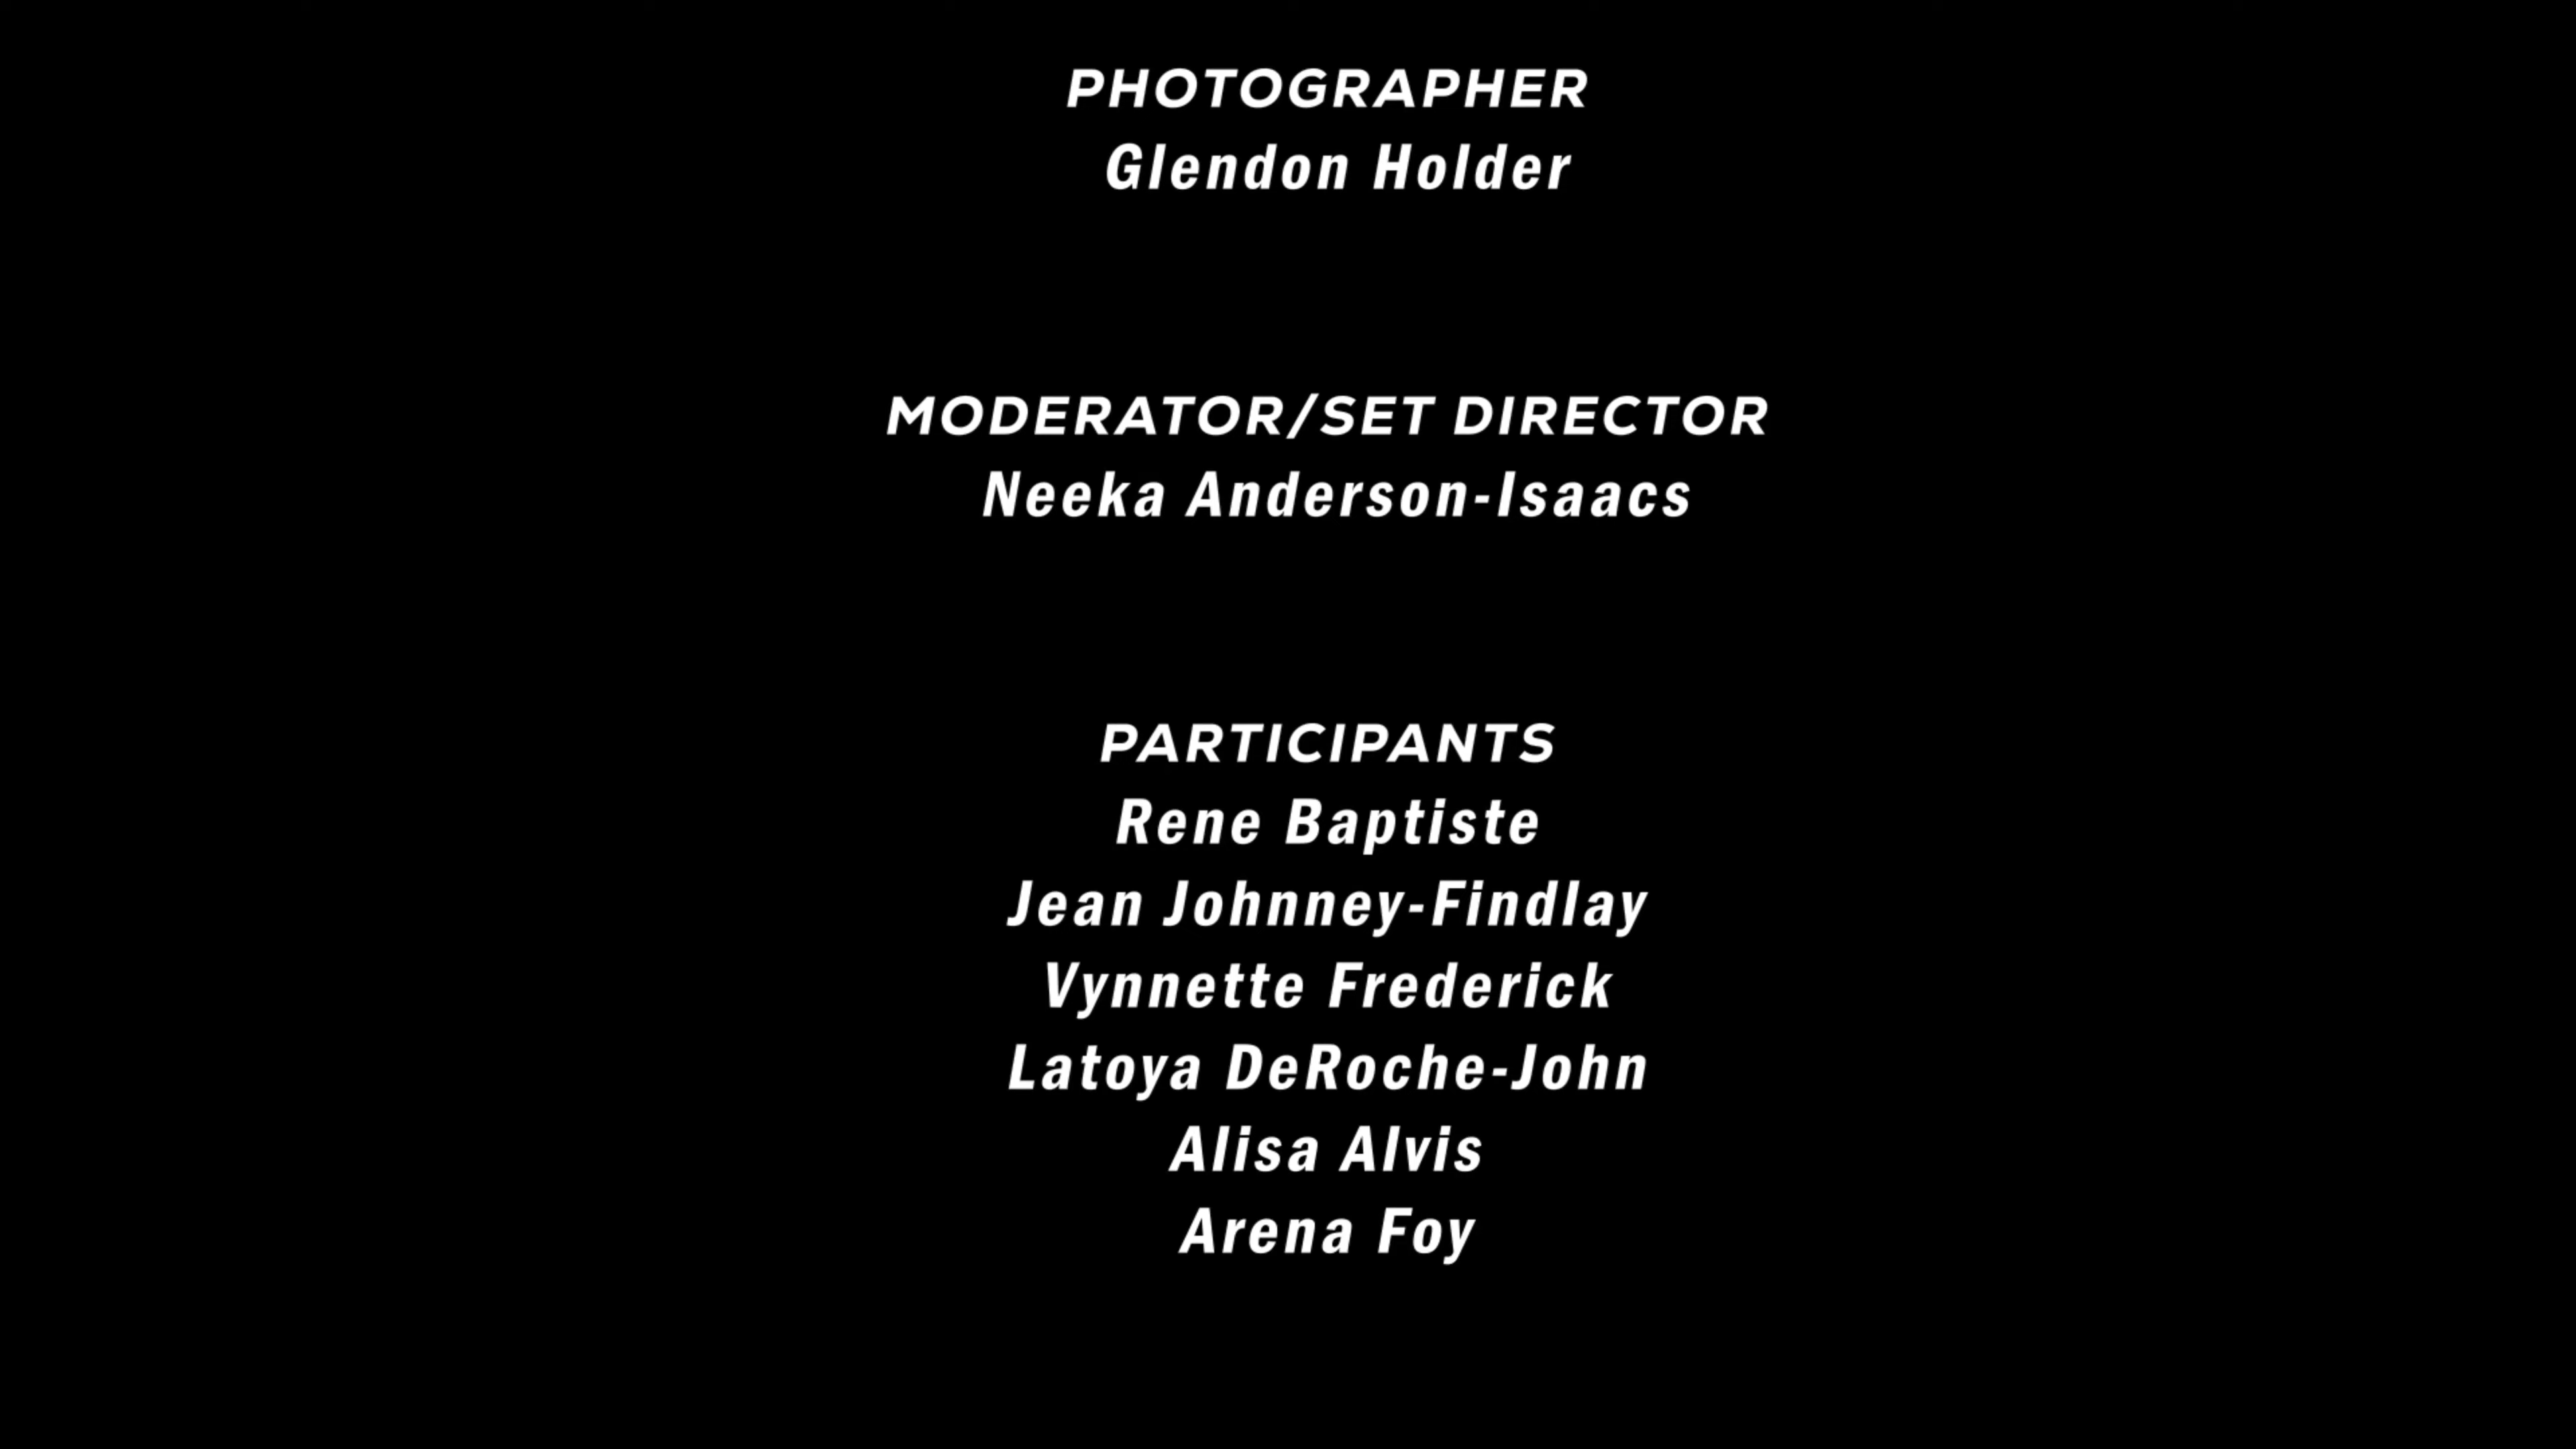 PHOTOGRAPHER
Glendon Holder
MODERATOR/SET DIRECTOR
Neeka Anderson-Isaacs
PARTICIPANTS
Rene Baptiste
Jean Johnney-Findlay
Vynnette Frederick
Latoya DeRoche-John
Alisa Alvis
Arena Foy